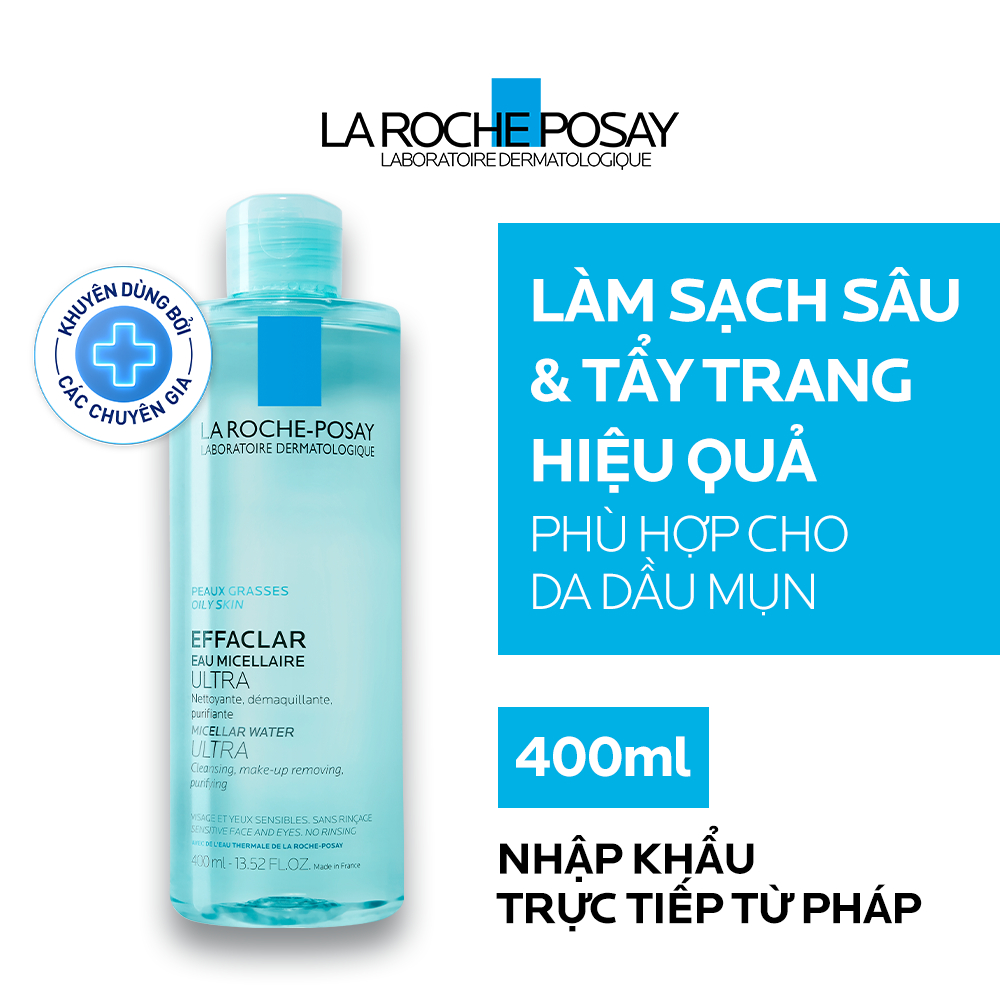 LA ROCHE POSAY
LABORATOIRE DERMATOLOGIQUE
KHUYÊN DÙNG BỞI
CÁC CHUYÊN GIA
LA ROCHE-POSAY
LABORATOIRE DERMATOLOGIQUE
PEAUX GRASSES
OILY SKIN
EFFACLAR
EAU MICELLAIRE
ULTRA
Nettoyante, démaquillante,
purifiante
MICELLAR WATER
ULTRA
Cleansing, make-up removing,
purifying
VISAGE ET YEUX SENSIBLES. SANS RINÇAGE
SENSITIVE FACE AND EYES. NO RINSING
AVEC DE L'EAU THERMALE DE LA ROCHE-POSAY
400 ml - 13.52 FL.OZ. Made in France
LÀM SẠCH SÂU
& TẨY TRANG
HIỆU QUẢ
PHÙ HỢP CHO
DA DẦU MỤN
400ml
NHẬP KHẨU
TRỰC TIẾP TỪ PHÁP